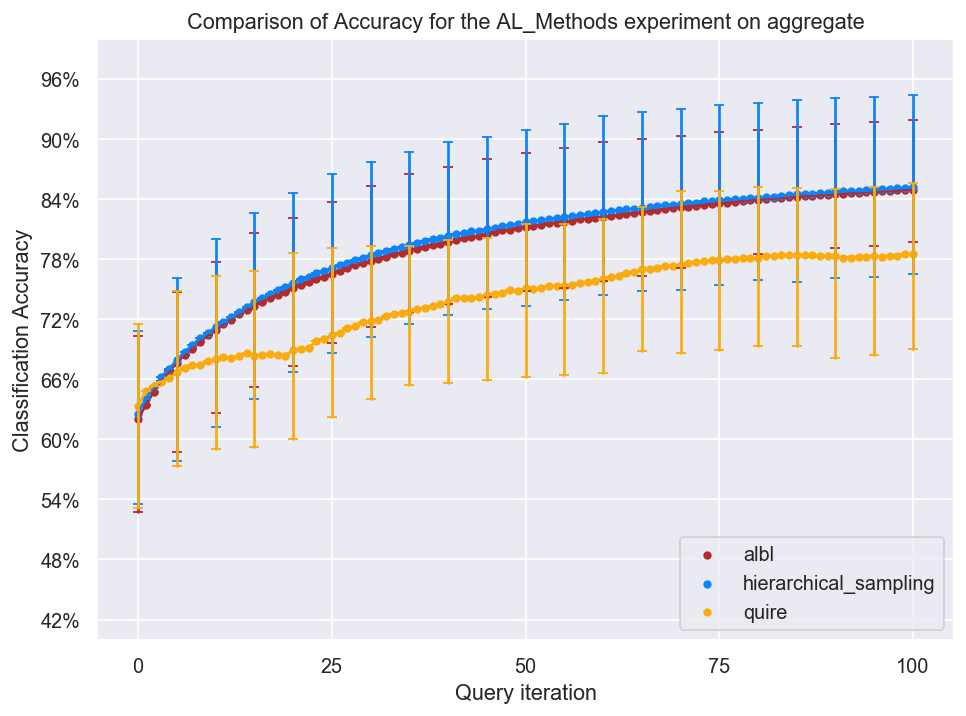 Comparison of Accuracy for the AL_Methods experiment on aggregate
Classification Accuracy
96%
90%
84%
78%
72%
66%
60%
54%
48%
42%
0
25
50
75
100
Query iteration
albl
hierarchical_sampling
quire